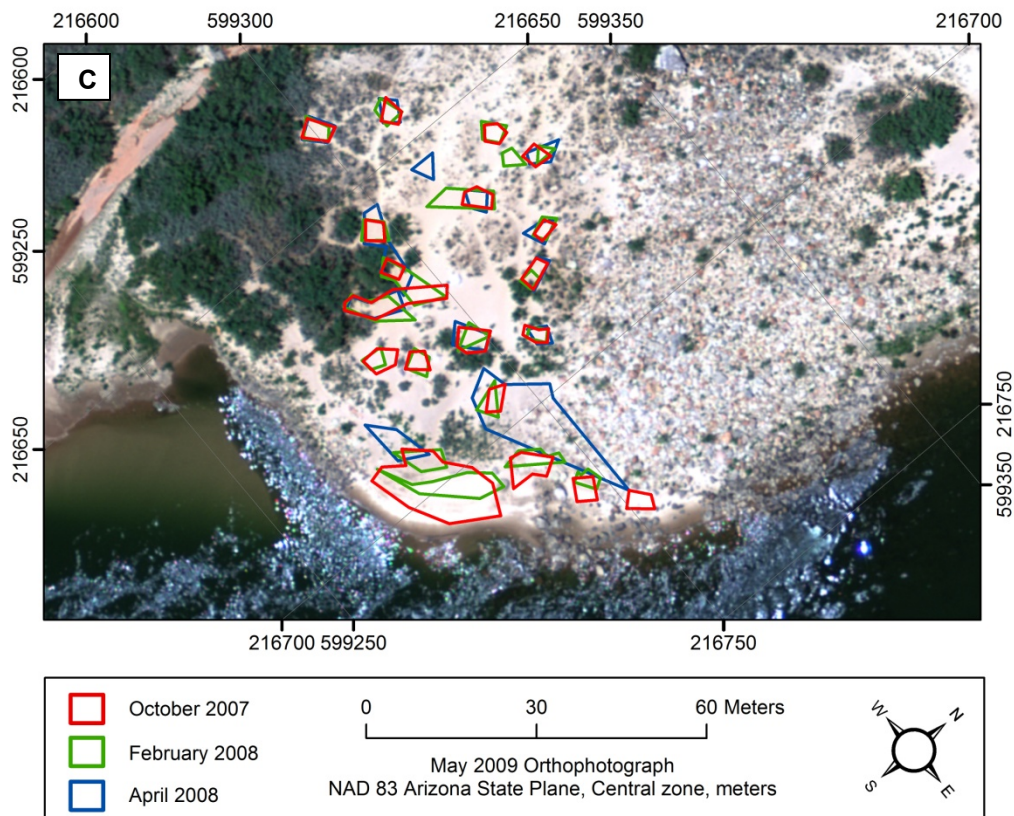 216600 599300 216650 599350 216700
C
216600
599250
216650
216750
599350
216700 599250 216750
October 2007
February 2008
April 2008
0 30 60 Meters
May 2009 Orthophotograph
NAD 83 Arizona State Plane, Central zone, meters
W N
S E